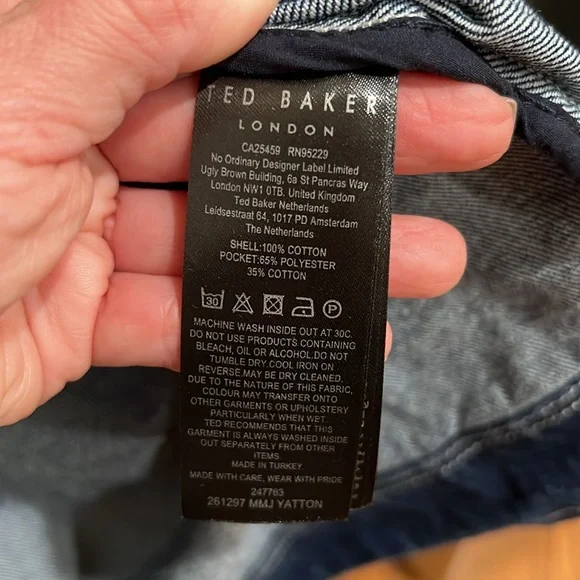 TED BAKER
LONDON
CA25459 RN95229
No Ordinary Designer Label Limited
Ugly Brown Building, 6a St Pancras Way
London NW1 0TB. United Kingdom
Ted Baker Netherlands
Leidsestraat 64, 1017 PD Amsterdam
The Netherlands
SHELL:100% COTTON
POCKET:65% POLYESTER
35% COTTON
30 P
MACHINE WASH INSIDE OUT AT 30C.
DO NOT USE PRODUCTS CONTAINING
BLEACH, OIL OR ALCOHOL.DO NOT
TUMBLE DRY.COOL IRON ON
REVERSE.MAY BE DRY CLEANED.
DUE TO THE NATURE OF THIS FABRIC,
COLOUR MAY TRANSFER ONTO
OTHER GARMENTS OR UPHOLSTERY
PARTICULARLY WHEN WET.
TED RECOMMENDS THAT THIS
GARMENT IS ALWAYS WASHED INSIDE
OUT SEPARATELY FROM OTHER
ITEMS
MADE IN TURKEY
MADE WITH CARE, WEAR WITH PRIDE
247763
261297 MMJ YATTON